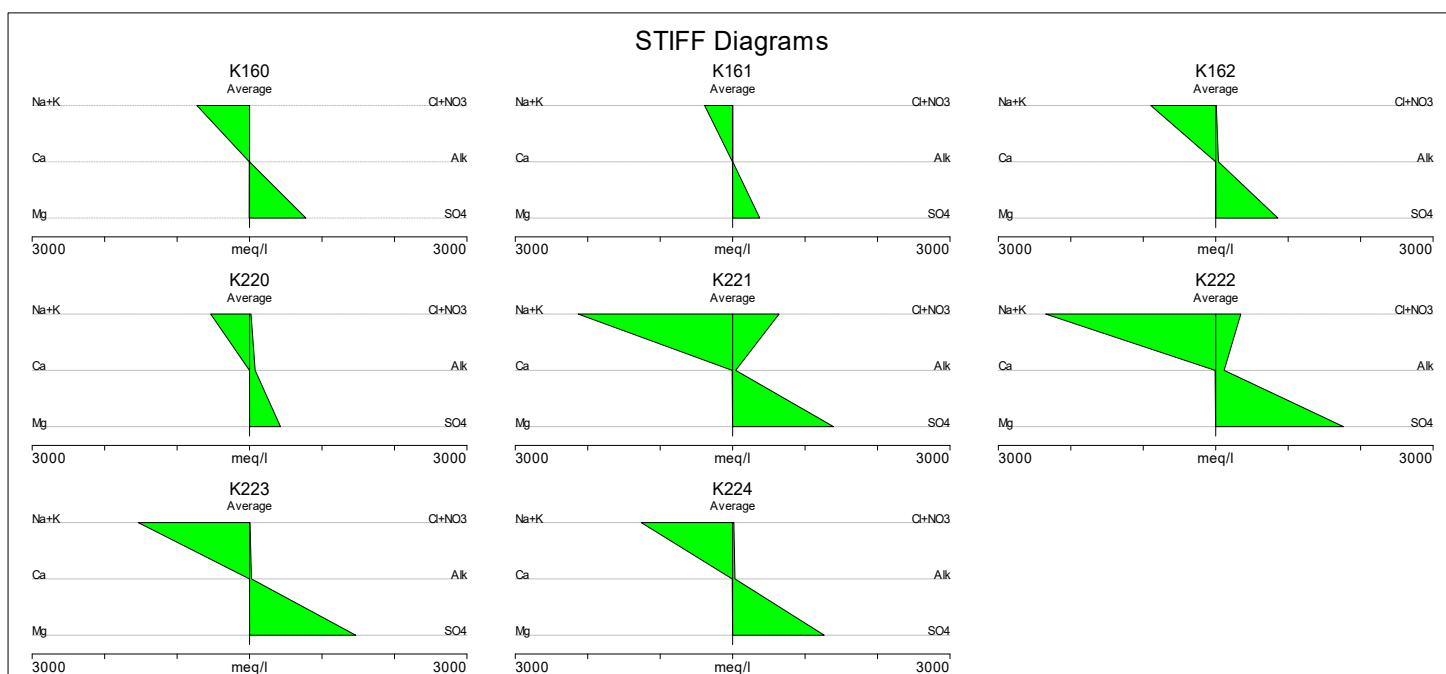 STIFF Diagrams
K160
Average
Na+K Cl+NO3
Ca Alk
Mg SO4
3000 meq/l 3000
K161
Average
Na+K Cl+NO3
Ca Alk
Mg SO4
3000 meq/l 3000
K162
Average
Na+K Cl+NO3
Ca Alk
Mg SO4
3000 meq/l 3000
K220
Average
Na+K Cl+NO3
Ca Alk
Mg SO4
3000 meq/l 3000
K221
Average
Na+K Cl+NO3
Ca Alk
Mg SO4
3000 meq/l 3000
K222
Average
Na+K Cl+NO3
Ca Alk
Mg SO4
3000 meq/l 3000
K223
Average
Na+K Cl+NO3
Ca Alk
Mg SO4
3000 meq/l 3000
K224
Average
Na+K Cl+NO3
Ca Alk
Mg SO4
3000 meq/l 3000